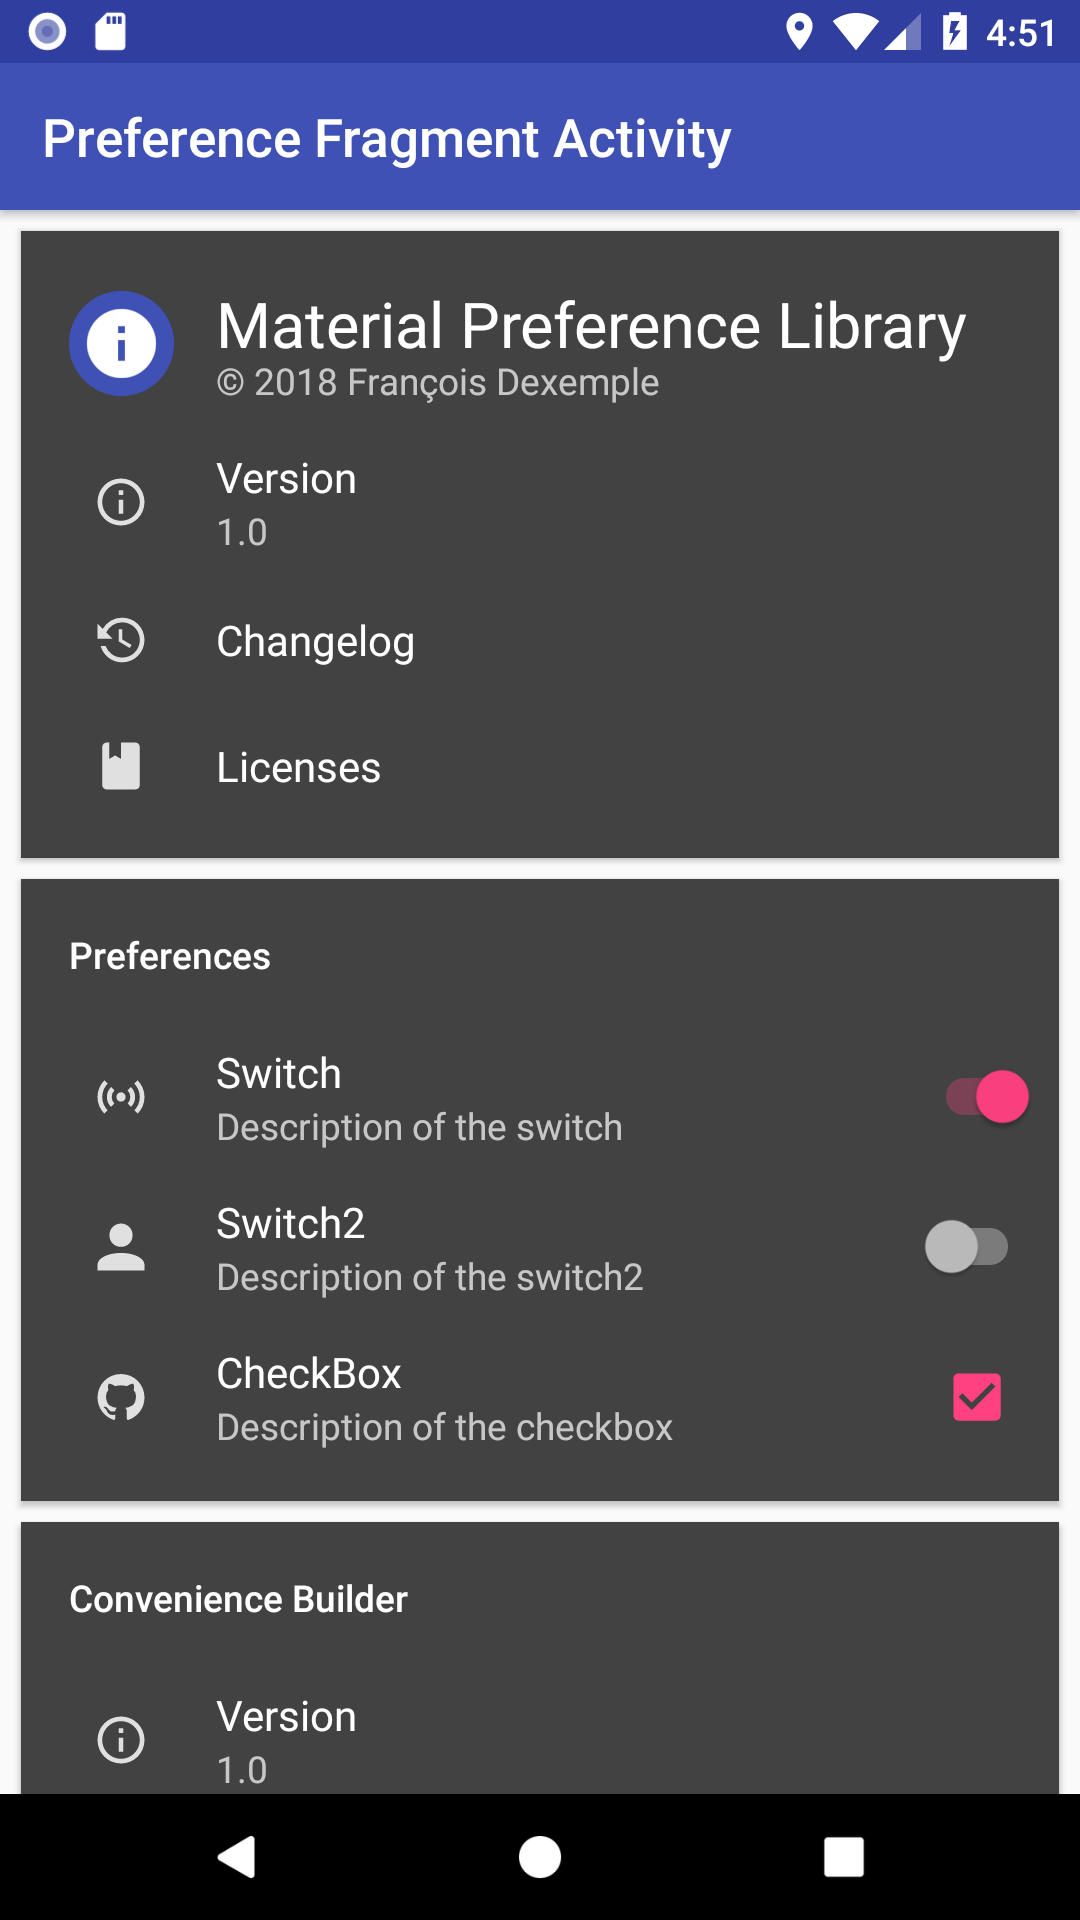 4:51
Preference Fragment Activity
Material Preference Library
© 2018 François Dexemple
Version
1.0
Changelog
Licenses
Preferences
Switch
Description of the switch
Switch2
Description of the switch2
CheckBox
Description of the checkbox
Convenience Builder
Version
1.0